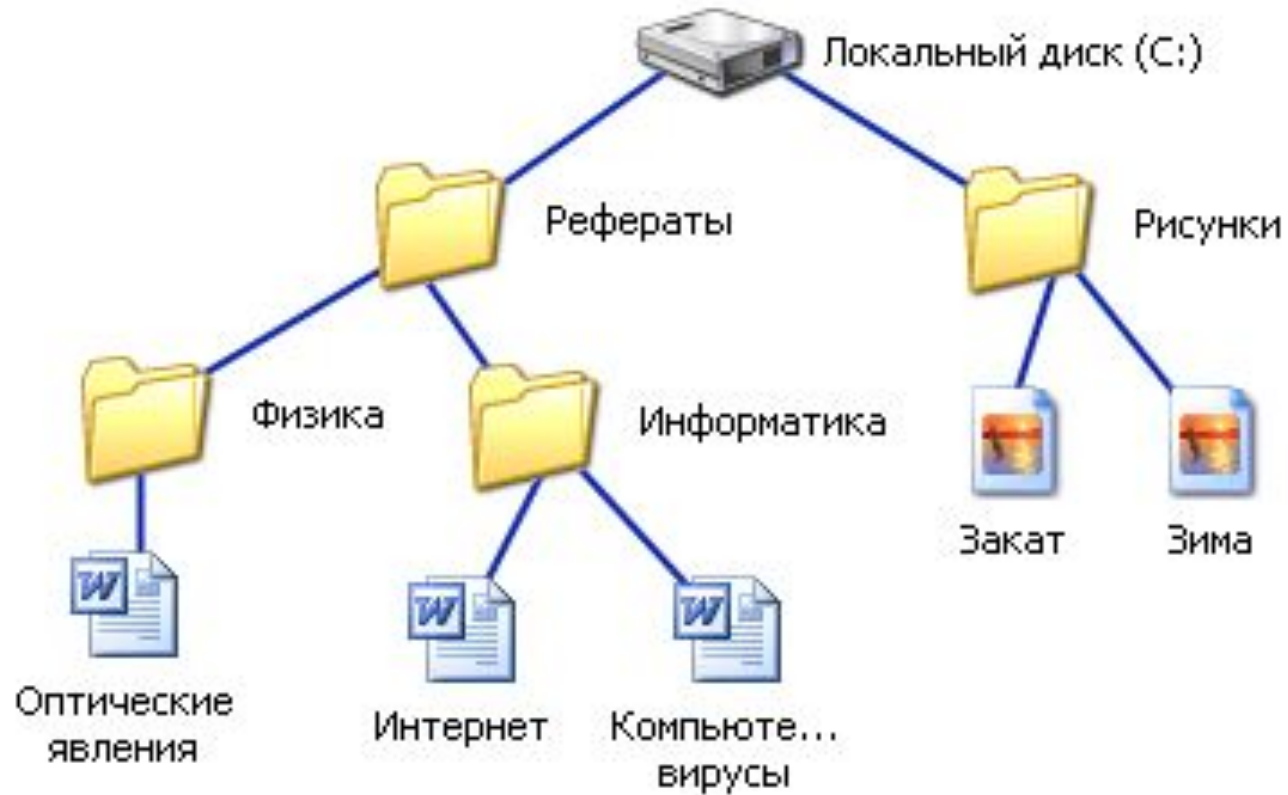 Локальный диск (C:)
Рефераты
Рисунки
Физика
Информатика
Закат
Зима
Оптические
явления
Интернет
Компьюте...
вирусы